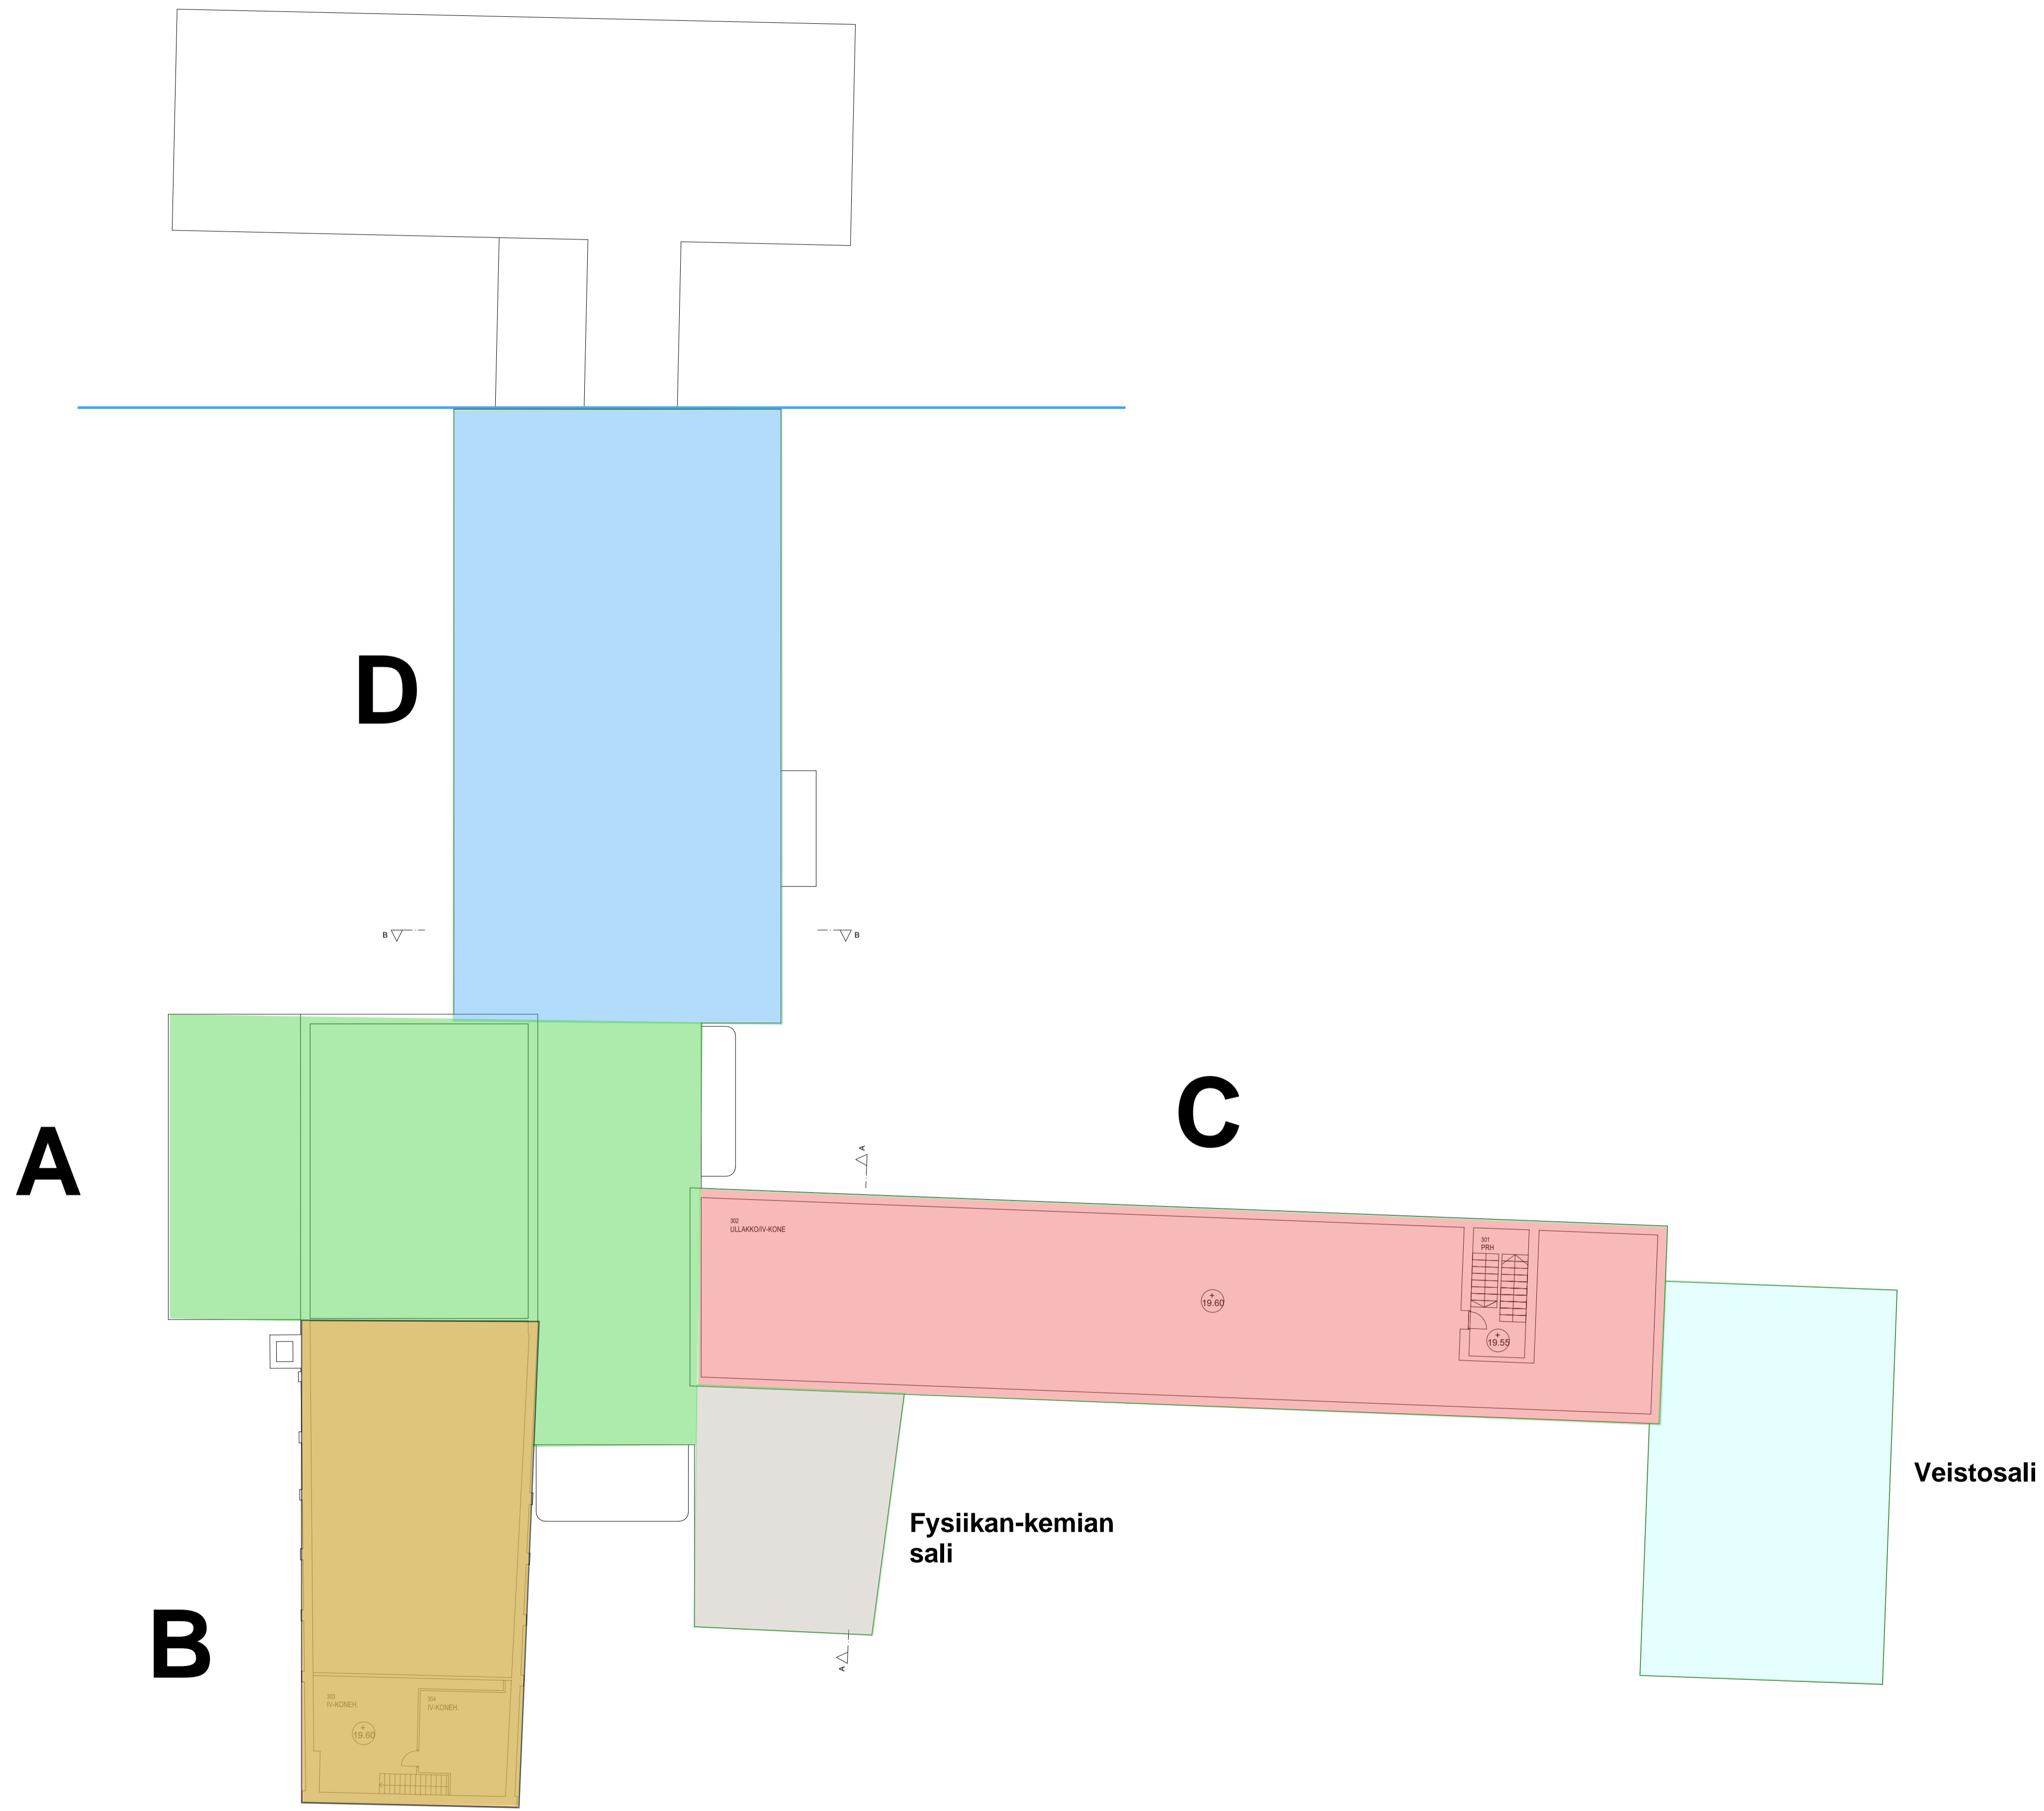 D
B
B
A
C
A
302
ULLAKKO/IV-KONE
301
PRH
+
19.60
+
19.55
Veistosali
Fysiikan-kemian
sali
B
A
303
IV-KONEH.
304
IV-KONEH.
+
19.60